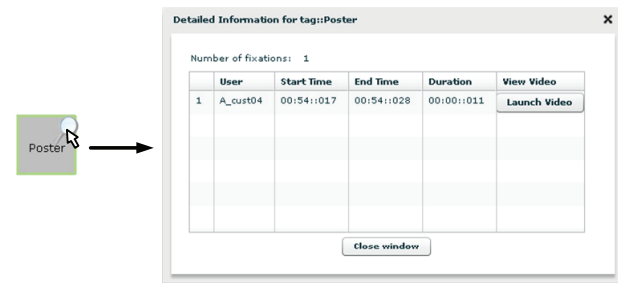 Detailed Information for tag::Poster
Number of fixations: 1
User Start Time End Time Duration View Video
1 A_cust04 00:54::017 00:54::028 00:00::011 Launch Video
Poster
Close window